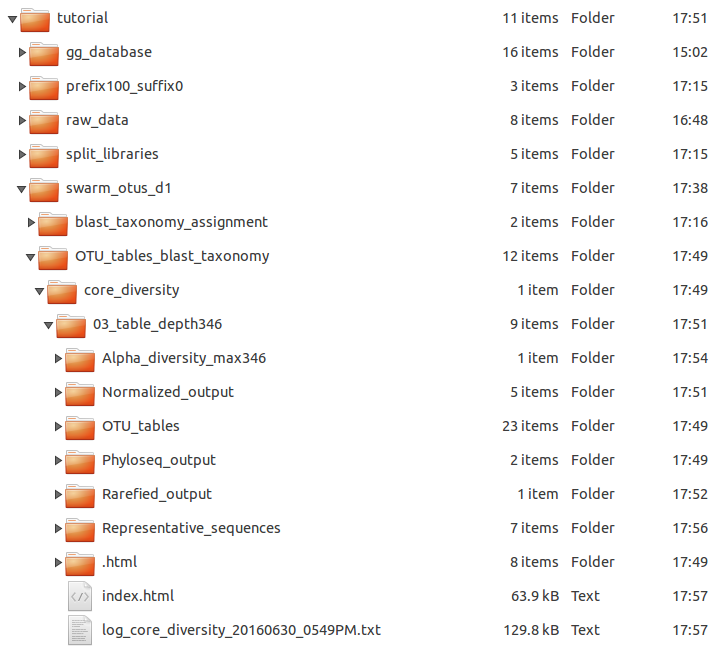 tutorial 11 items Folder 17:51
gg_database 16 items Folder 15:02
prefix100_suffix0 3 items Folder 17:15
raw_data 8 items Folder 16:48
split_libraries 5 items Folder 17:15
swarm_otus_d1 7 items Folder 17:38
blast_taxonomy_assignment 2 items Folder 17:16
OTU_tables_blast_taxonomy 12 items Folder 17:49
core_diversity 1 item Folder 17:49
03_table_depth346 9 items Folder 17:51
Alpha_diversity_max346 1 item Folder 17:54
Normalized_output 5 items Folder 17:51
OTU_tables 23 items Folder 17:49
Phyloseq_output 2 items Folder 17:49
Rarefied_output 1 item Folder 17:52
Representative_sequences 7 items Folder 17:56
.html 8 items Folder 17:49
index.html 63.9 kB Text 17:57
log_core_diversity_20160630_0549PM.txt 129.8 kB Text 17:57